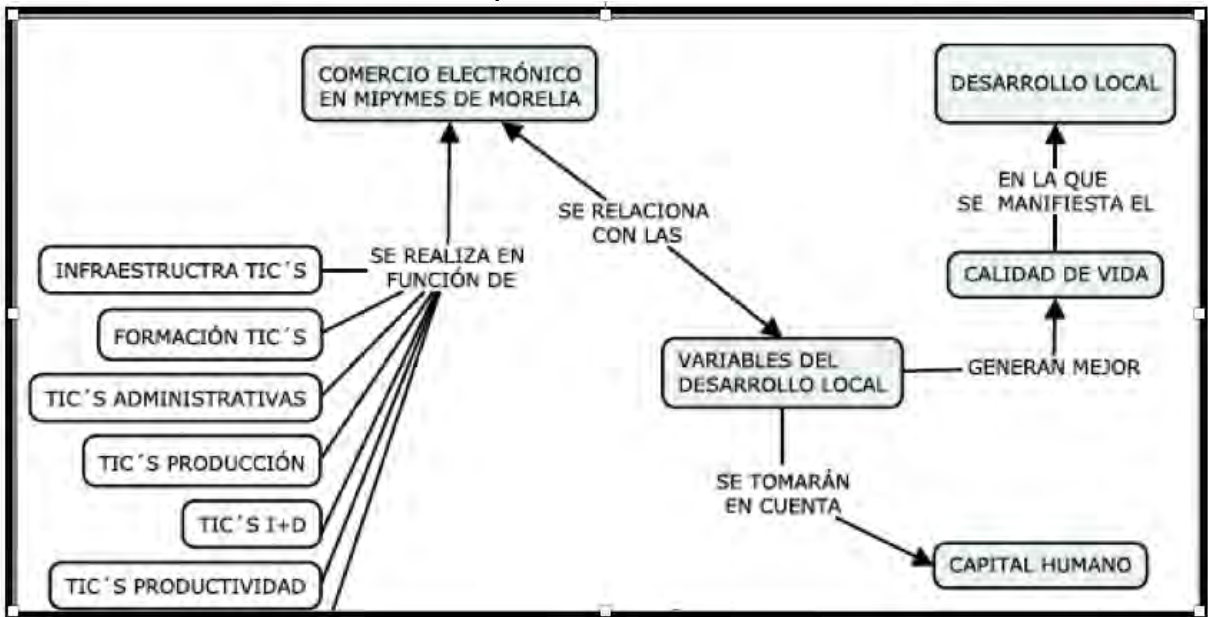 COMERCIO ELECTRÓNICO
EN MIPYMES DE MORELIA
DESARROLLO LOCAL
EN LA QUE
SE MANIFIESTA EL
SE RELACIONA
CON LAS
SE REALIZA EN
FUNCIÓN DE
INFRAESTRUCTRA TIC´S
CALIDAD DE VIDA
FORMACIÓN TIC´S
VARIABLES DEL
DESARROLLO LOCAL
GENERAN MEJOR
TIC´S ADMINISTRATIVAS
TIC´S PRODUCCIÓN
SE TOMARÁN
EN CUENTA
TIC´S I+D
CAPITAL HUMANO
TIC´S PRODUCTIVIDAD